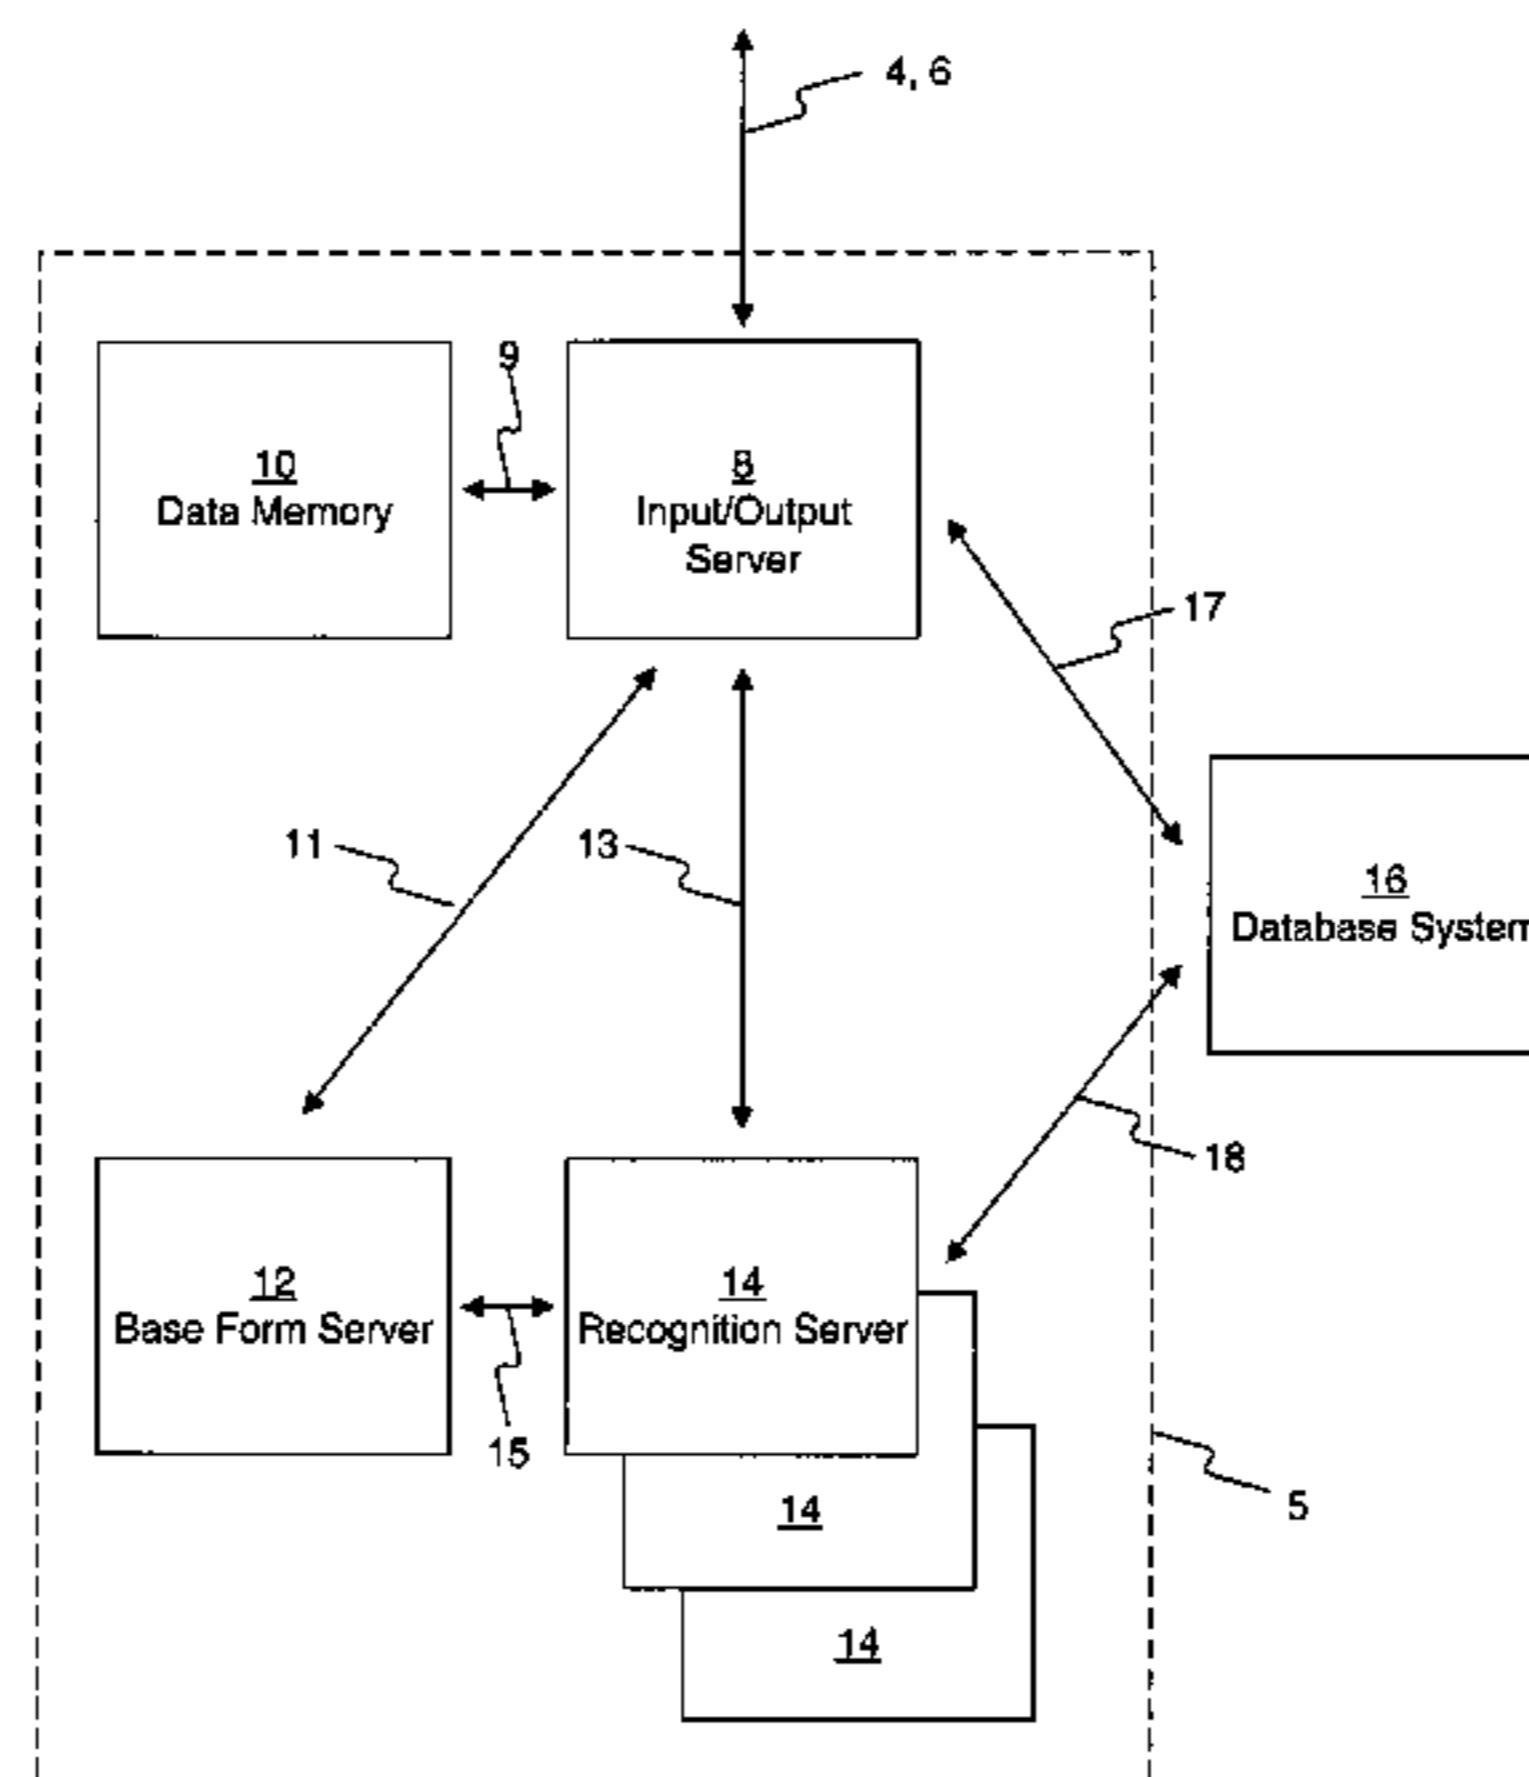 4, 6
9
10
Data Memory
8
Input/Output
Server
17
11
13
16
Database System
18
12
Base Form Server
14
Recognition Server
15
14
5
14